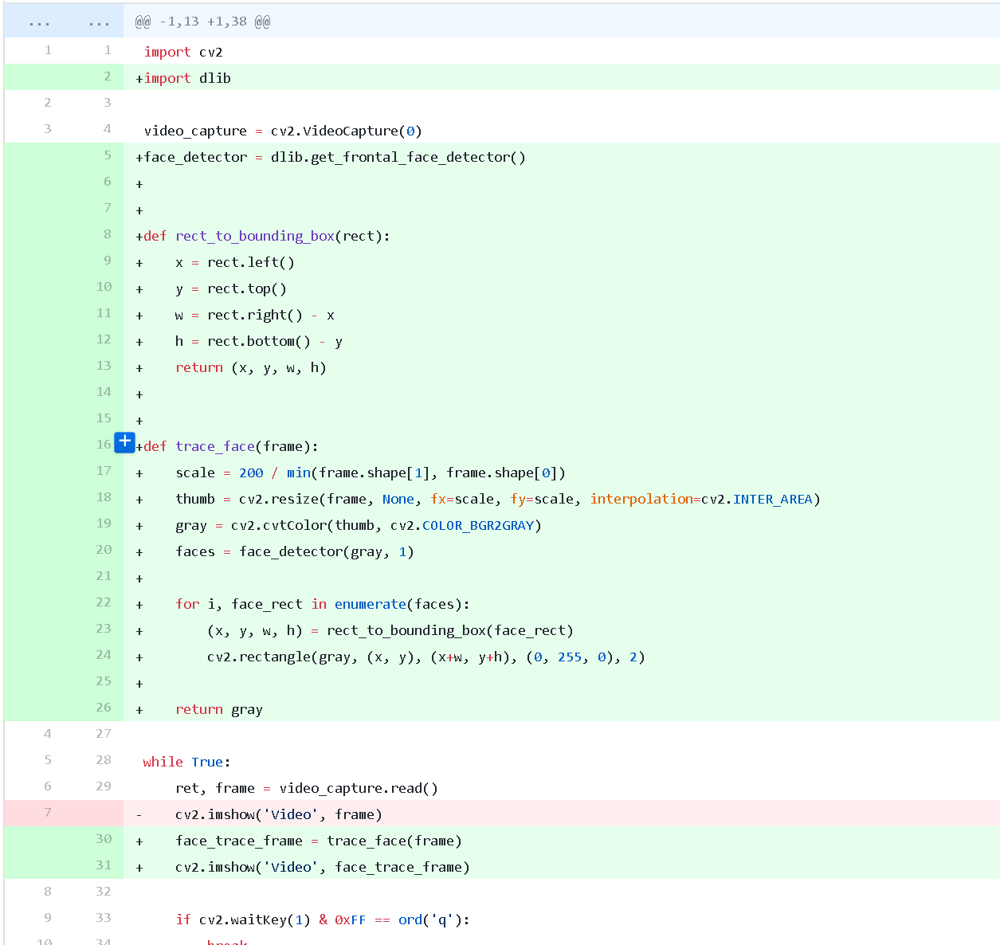 ... ... @@ -1,13 +1,38 @@
1 1 import cv2
2 +import dlib
2 3
3 4 video_capture = cv2.VideoCapture(0)
5 +face_detector = dlib.get_frontal_face_detector()
6 +
7 +
8 +def rect_to_bounding_box(rect):
9 +    x = rect.left()
10 +    y = rect.top()
11 +    w = rect.right() - x
12 +    h = rect.bottom() - y
13 +    return (x, y, w, h)
14 +
15 +
16 +def trace_face(frame):
17 +    scale = 200 / min(frame.shape[1], frame.shape[0])
18 +    thumb = cv2.resize(frame, None, fx=scale, fy=scale, interpolation=cv2.INTER_AREA)
19 +    gray = cv2.cvtColor(thumb, cv2.COLOR_BGR2GRAY)
20 +    faces = face_detector(gray, 1)
21 +
22 +    for i, face_rect in enumerate(faces):
23 +        (x, y, w, h) = rect_to_bounding_box(face_rect)
24 +        cv2.rectangle(gray, (x, y), (x+w, y+h), (0, 255, 0), 2)
25 +
26 +    return gray
4 27
5 28 while True:
6 29     ret, frame = video_capture.read()
7 -    cv2.imshow('Video', frame)
30 +    face_trace_frame = trace_face(frame)
31 +    cv2.imshow('Video', face_trace_frame)
8 32
9 33     if cv2.waitKey(1) & 0xFF == ord('q'):
10 34         break